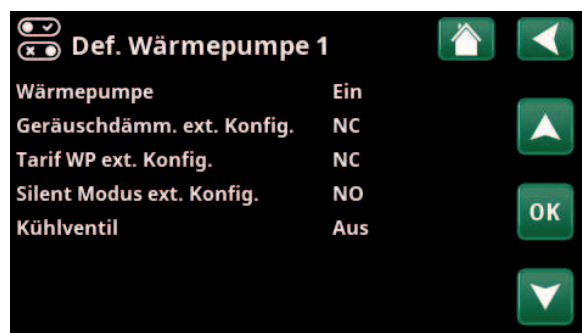 Def. Wärmepumpe 1
Wärmepumpe Ein
Geräuschdämm. ext. Konfig. NC
Tarif WP ext. Konfig. NC
Silent Modus ext. Konfig. NO
Kühlventil Aus
OK